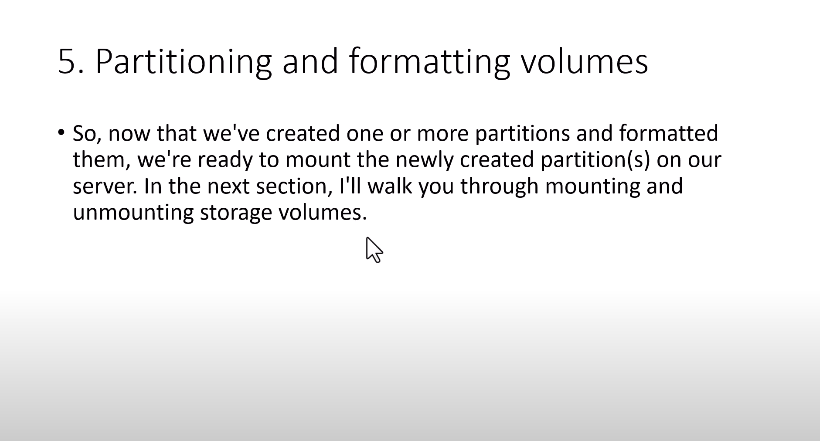 5. Partitioning and formatting volumes
• So, now that we've created one or more partitions and formatted
them, we're ready to mount the newly created partition(s) on our
server. In the next section, I'll walk you through mounting and
unmounting storage volumes.